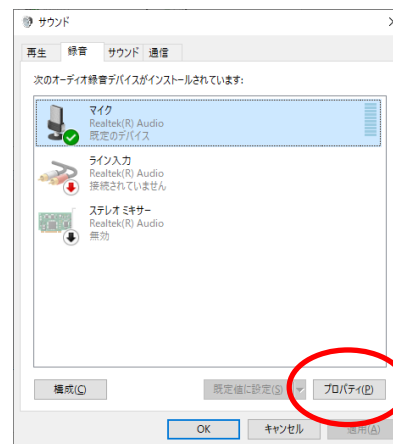 サウンド
再生 録音 サウンド 通信
次のオーディオ録音デバイスがインストールされています:
マイク
Realtek(R) Audio
既定のデバイス
ライン入力
Realtek(R) Audio
接続されていません
ステレオ ミキサー
Realtek(R) Audio
無効
構成(C) 既定値に設定(S) プロパティ(P)
OK キャンセル 適用(A)